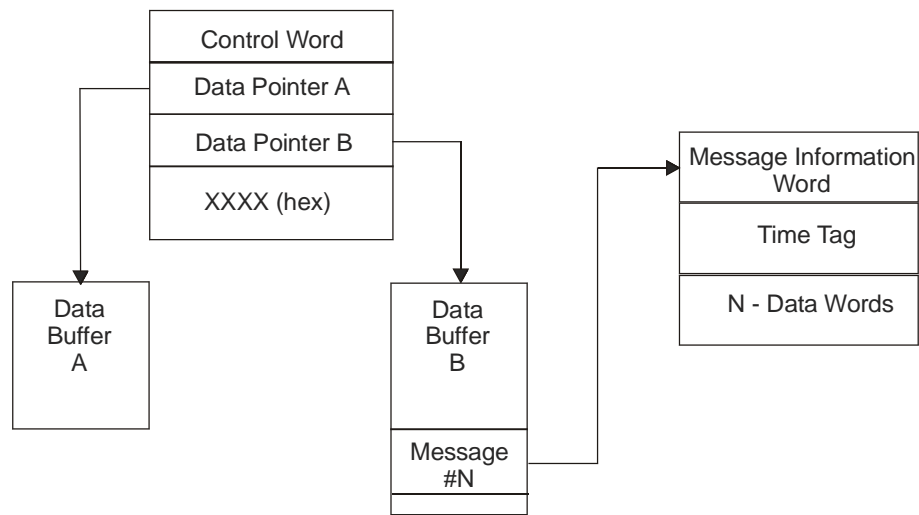 Control Word
Data Pointer A
Data Pointer B
XXXX (hex)
Data
Buffer
A
Data
Buffer
B
Message
#N
Message Information
Word
Time Tag
N - Data Words